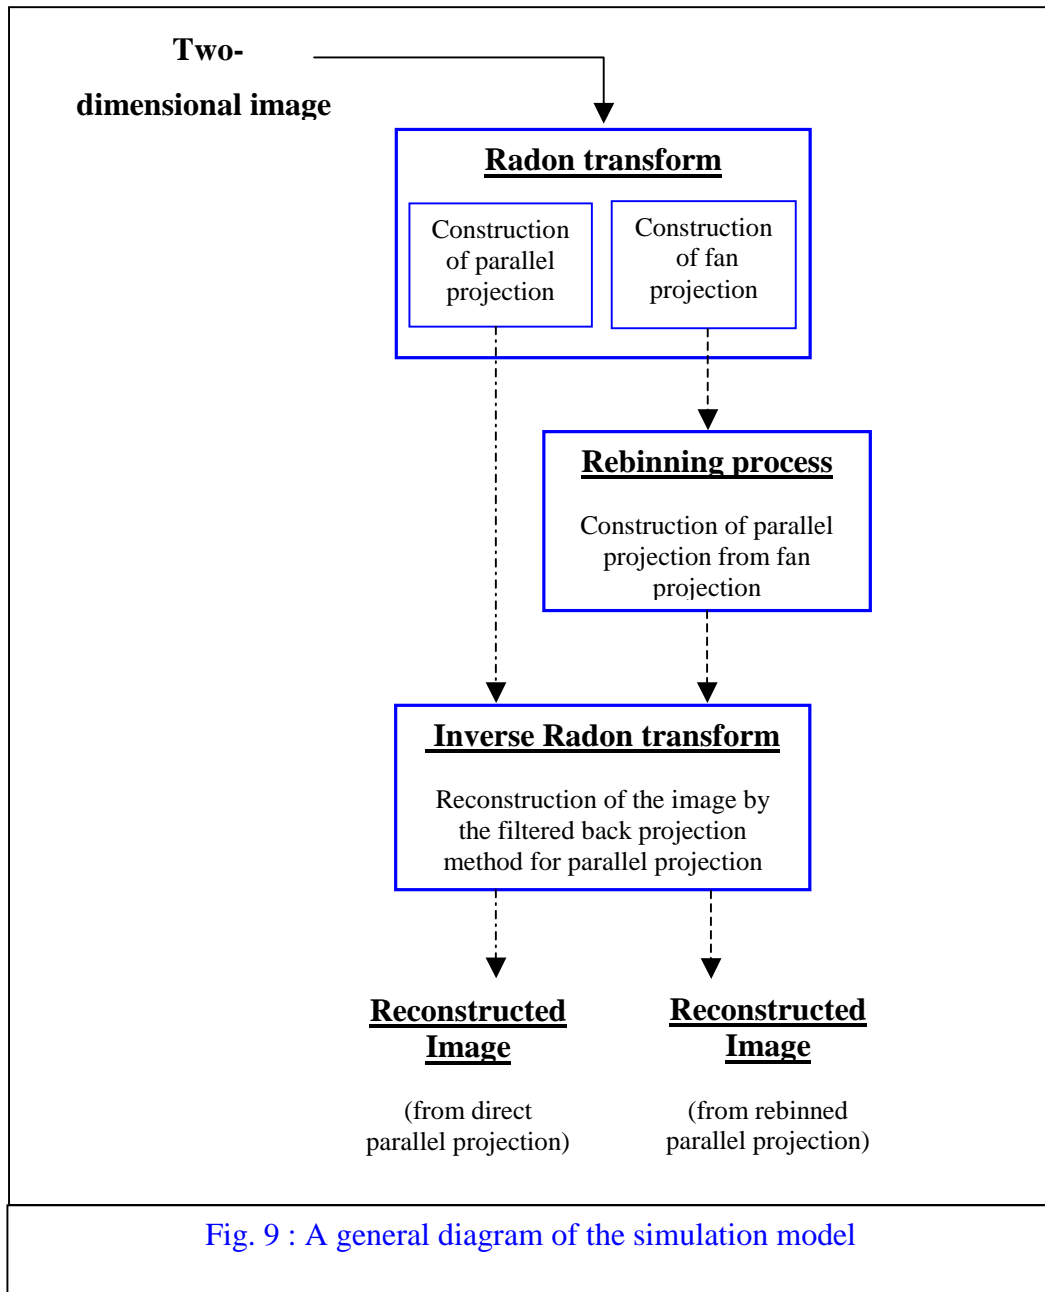 Two-
dimensional image
Radon transform
Construction
of parallel
projection
Construction
of fan
projection
Rebinning process
Construction of parallel
projection from fan
projection
Inverse Radon transform
Reconstruction of the image by
the filtered back projection
method for parallel projection
Reconstructed
Image
(from direct
parallel projection)
Reconstructed
Image
(from rebinned
parallel projection)
Fig. 9 : A general diagram of the simulation model